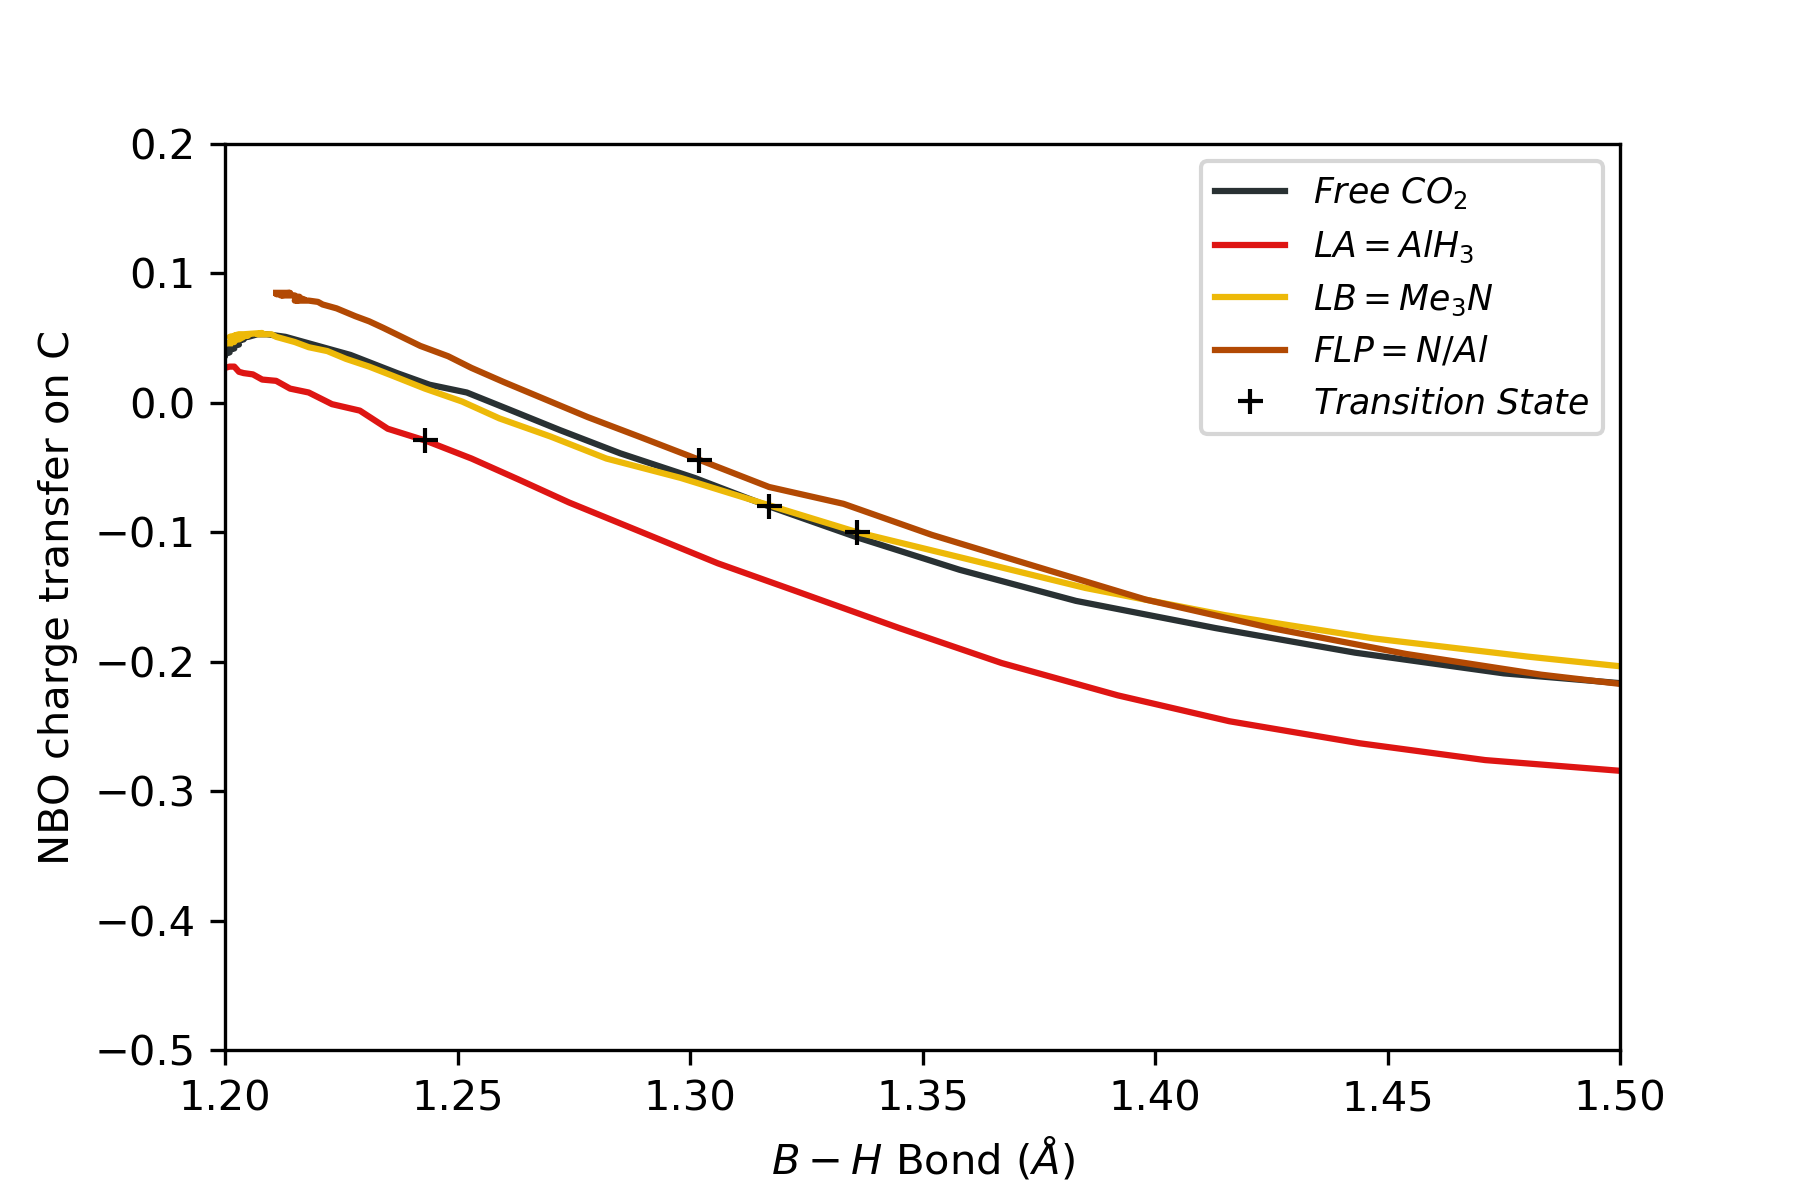 0.2
0.1
0.0
−0.1
−0.2
−0.3
−0.4
−0.5
NBO charge transfer on C
1.20 1.25 1.30 1.35 1.40 1.45 1.50
B − H Bond (Å)
Free CO₂
LA = AlH₃
LB = Me₃N
FLP = N/Al
Transition State